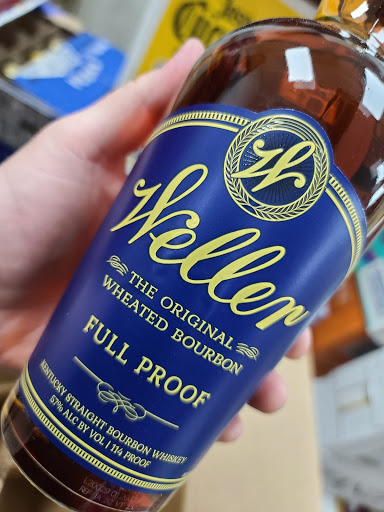 W
Weller
THE ORIGINAL
WHEATED BOURBON
FULL PROOF
KENTUCKY STRAIGHT BOURBON WHISKEY
57% ALC BY VOL | 114 PROOF